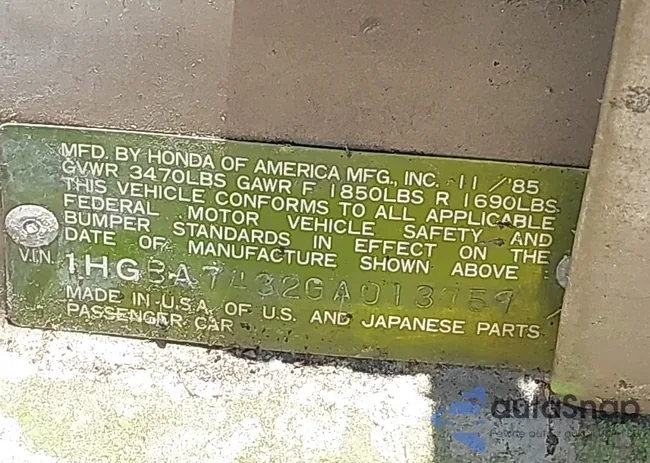 MFD. BY HONDA OF AMERICA MFG., INC. 11/'85
GVWR 3470LBS GAWR F 1850LBS R 1690LBS
THIS VEHICLE CONFORMS TO ALL APPLICABLE
FEDERAL MOTOR VEHICLE SAFETY AND
BUMPER STANDARDS IN EFFECT ON THE
DATE OF MANUFACTURE SHOWN ABOVE
V.I.N. 1HGBA7432GA013759
MADE IN U.S.A. OF U.S. AND JAPANESE PARTS
PASSENGER CAR
autoSnap